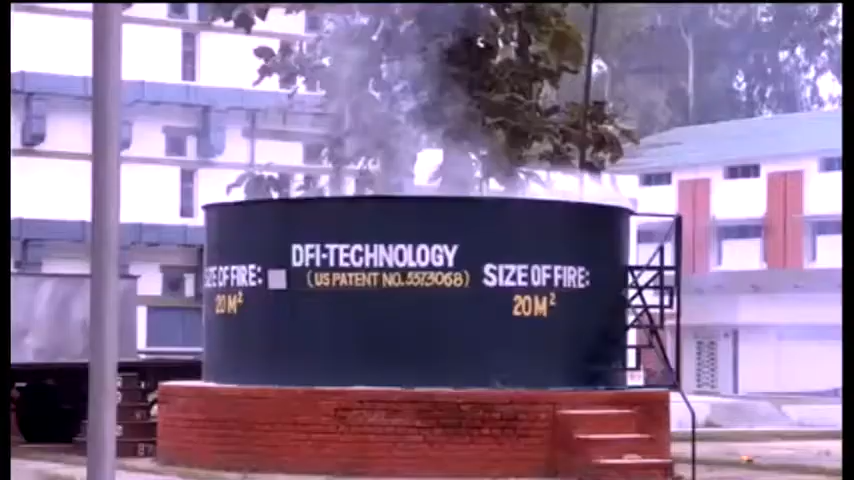 DFI-TECHNOLOGY
(US PATENT NO. 5573068)
SIZE OF FIRE:
20 M²
SIZE OF FIRE:
20 M²